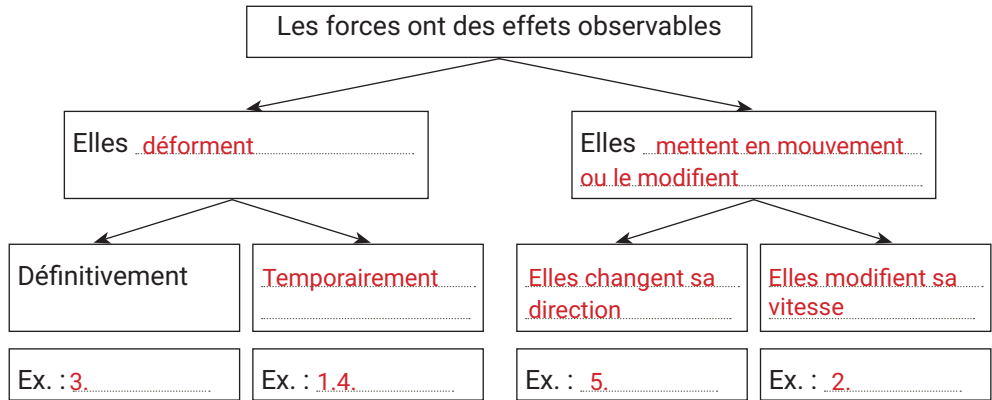 Les forces ont des effets observables
Elles déforment
Elles mettent en mouvement
ou le modifient
Définitivement
Temporairement
Elles changent sa
direction
Elles modifient sa
vitesse
Ex. : 3.
Ex. : 1.4.
Ex. : 5.
Ex. : 2.